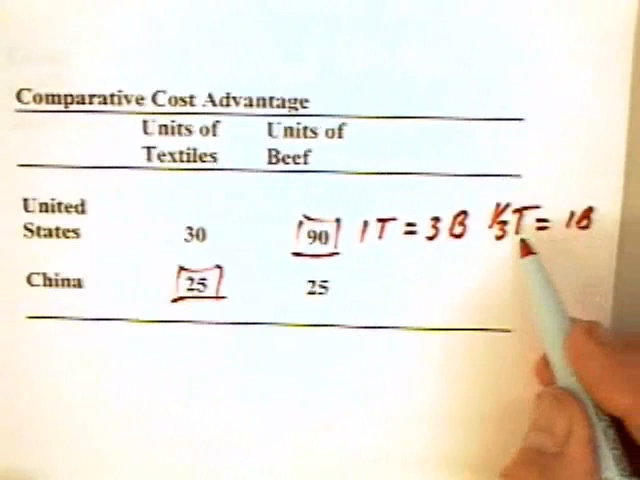 Comparative Cost Advantage
Units of Textiles Units of Beef
United States 30 90 1T = 3B 1/3T = 1B
China 25 25